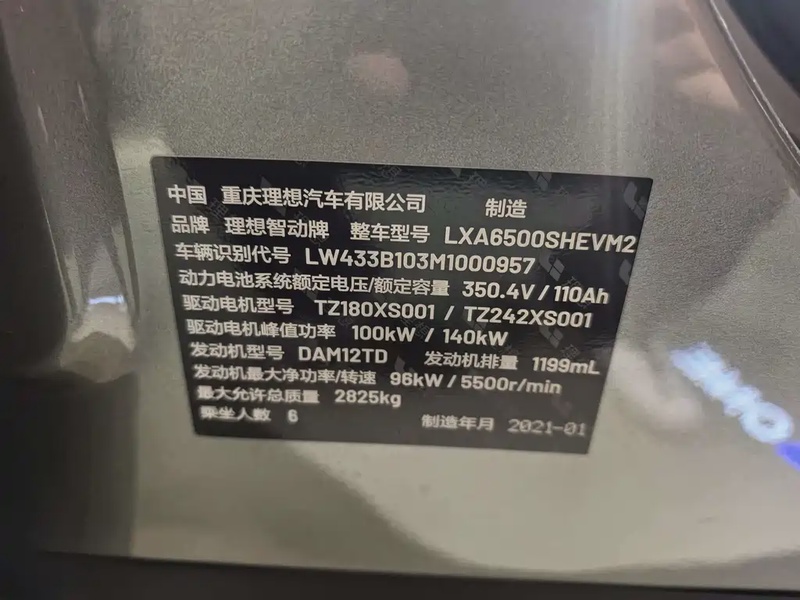 中国 重庆理想汽车有限公司 制造
品牌 理想智动牌 整车型号 LXA6500SHEVM2
车辆识别代号 LW433B103M1000957
动力电池系统额定电压/额定容量 350.4V / 110Ah
驱动电机型号 TZ180XS001 / TZ242XS001
驱动电机峰值功率 100kW / 140kW
发动机型号 DAM12TD 发动机排量 1199mL
发动机最大净功率/转速 96kW / 5500r/min
最大允许总质量 2825kg
乘坐人数 6 制造年月 2021-01